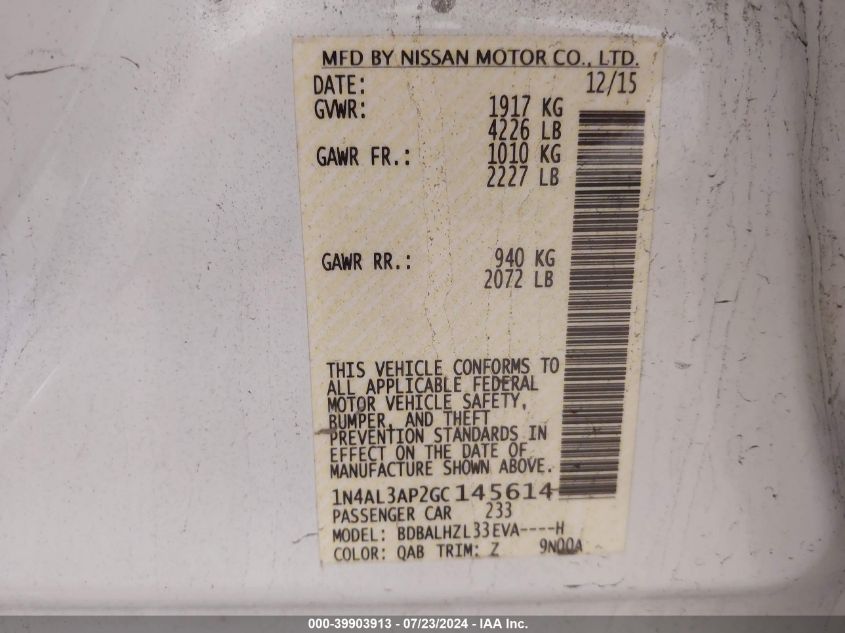 MFD BY NISSAN MOTOR CO., LTD.
DATE: 12/15
GVWR: 1917 KG
4226 LB
GAWR FR.: 1010 KG
2227 LB
GAWR RR.: 940 KG
2072 LB
THIS VEHICLE CONFORMS TO
ALL APPLICABLE FEDERAL
MOTOR VEHICLE SAFETY,
BUMPER, AND THEFT
PREVENTION STANDARDS IN
EFFECT ON THE DATE OF
MANUFACTURE SHOWN ABOVE.
1N4AL3AP2GC145614
PASSENGER CAR 233
MODEL: BDBALHZL33EVA----H
COLOR: QAB TRIM: Z 9N00A
000-39903913 - 07/23/2024 - IAA Inc.